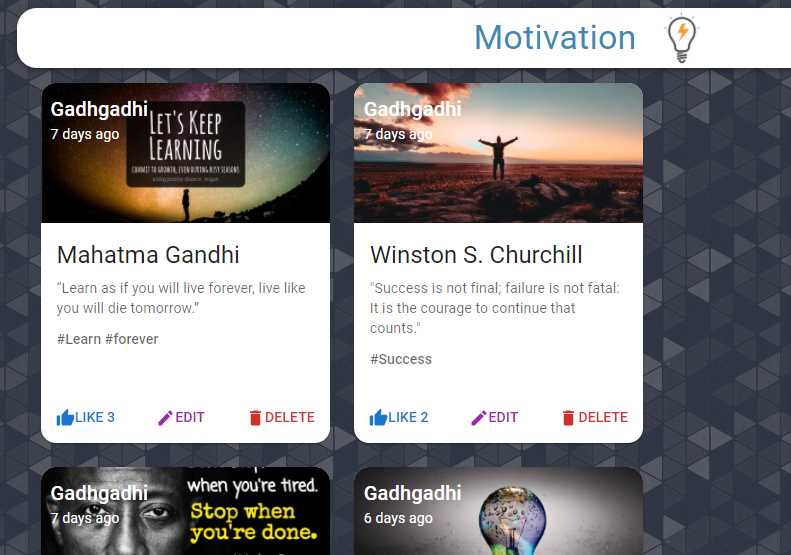 Motivation
Gadhgadhi
7 days ago
LET'S KEEP
LEARNING
COMMIT TO GROWTH, EVEN DURING BUSY SEASONS
Mahatma Gandhi
“Learn as if you will live forever, live like
you will die tomorrow.”
#Learn #forever
LIKE 3 EDIT DELETE
Gadhgadhi
7 days ago
Winston S. Churchill
"Success is not final; failure is not fatal:
It is the courage to continue that
counts."
#Success
LIKE 2 EDIT DELETE
Gadhgadhi
7 days ago
when you're tired.
Stop when
you're done.
Gadhgadhi
6 days ago